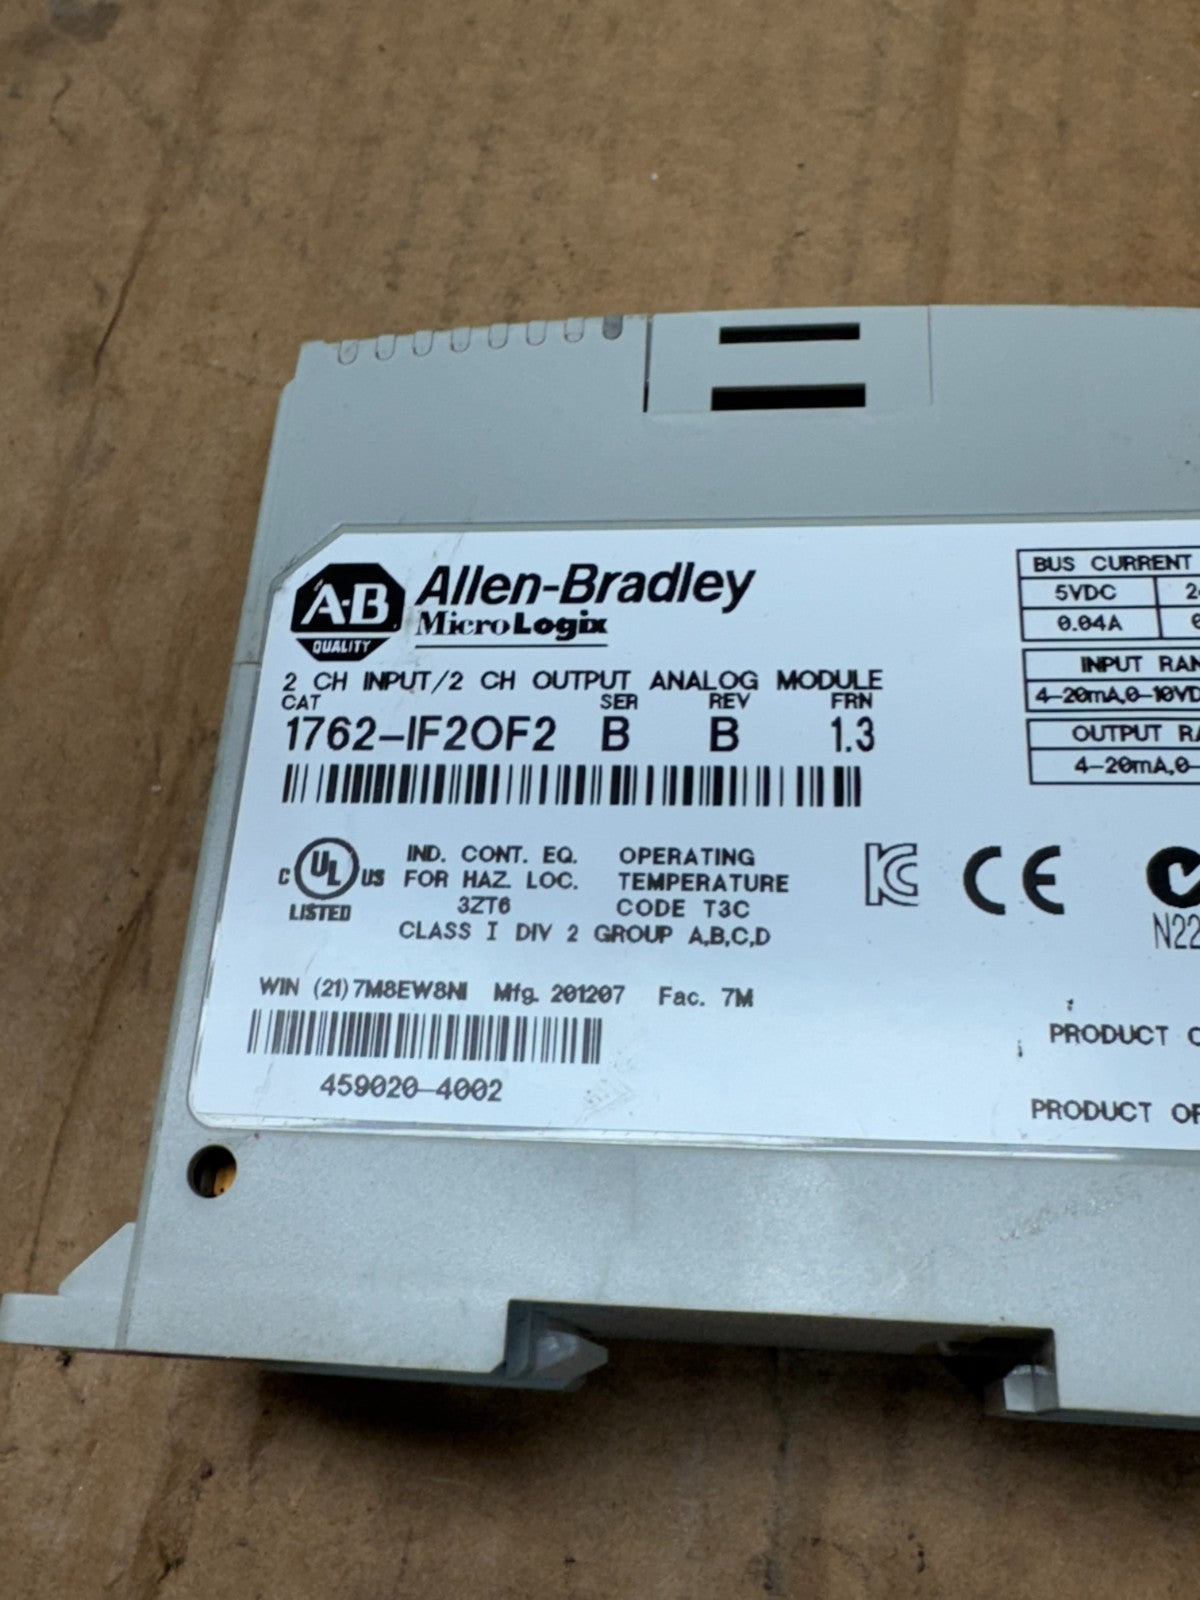 A-B
QUALITY
Allen-Bradley
MicroLogix
2 CH INPUT/2 CH OUTPUT ANALOG MODULE
CAT SER REV FRN
1762-IF2OF2 B B 1.3
BUS CURRENT
5VDC
0.04A
INPUT
4-20mA,0-10VD
OUTPUT
4-20mA,0-
C UL US
LISTED
IND. CONT. EQ.
FOR HAZ. LOC.
3ZT6
OPERATING
TEMPERATURE
CODE T3C
CLASS I DIV 2 GROUP A,B,C,D
CE
N22
WIN (21) 7M8EW8NI Mfg. 201207 Fac. 7M
459020-4002
PRODUCT
PRODUCT